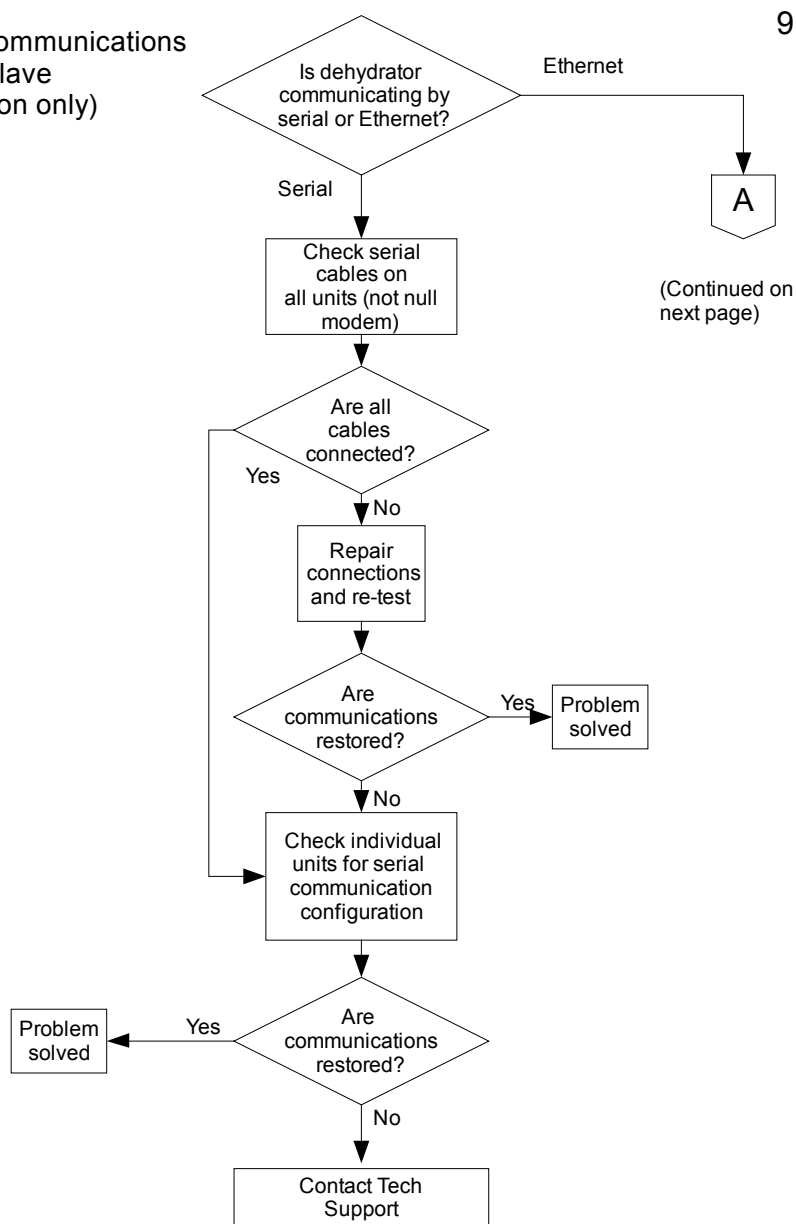 9
ommunications
lave
on only)
Is dehydrator
communicating by
serial or Ethernet?
Ethernet
Serial
A
Check serial
cables on
all units (not null
modem)
(Continued on
next page)
Are all
cables
connected?
Yes
No
Repair
connections
and re-test
Are
communications
restored?
Yes
Problem
solved
No
Check individual
units for serial
communication
configuration
Are
communications
restored?
Yes
Problem
solved
No
Contact Tech
Support